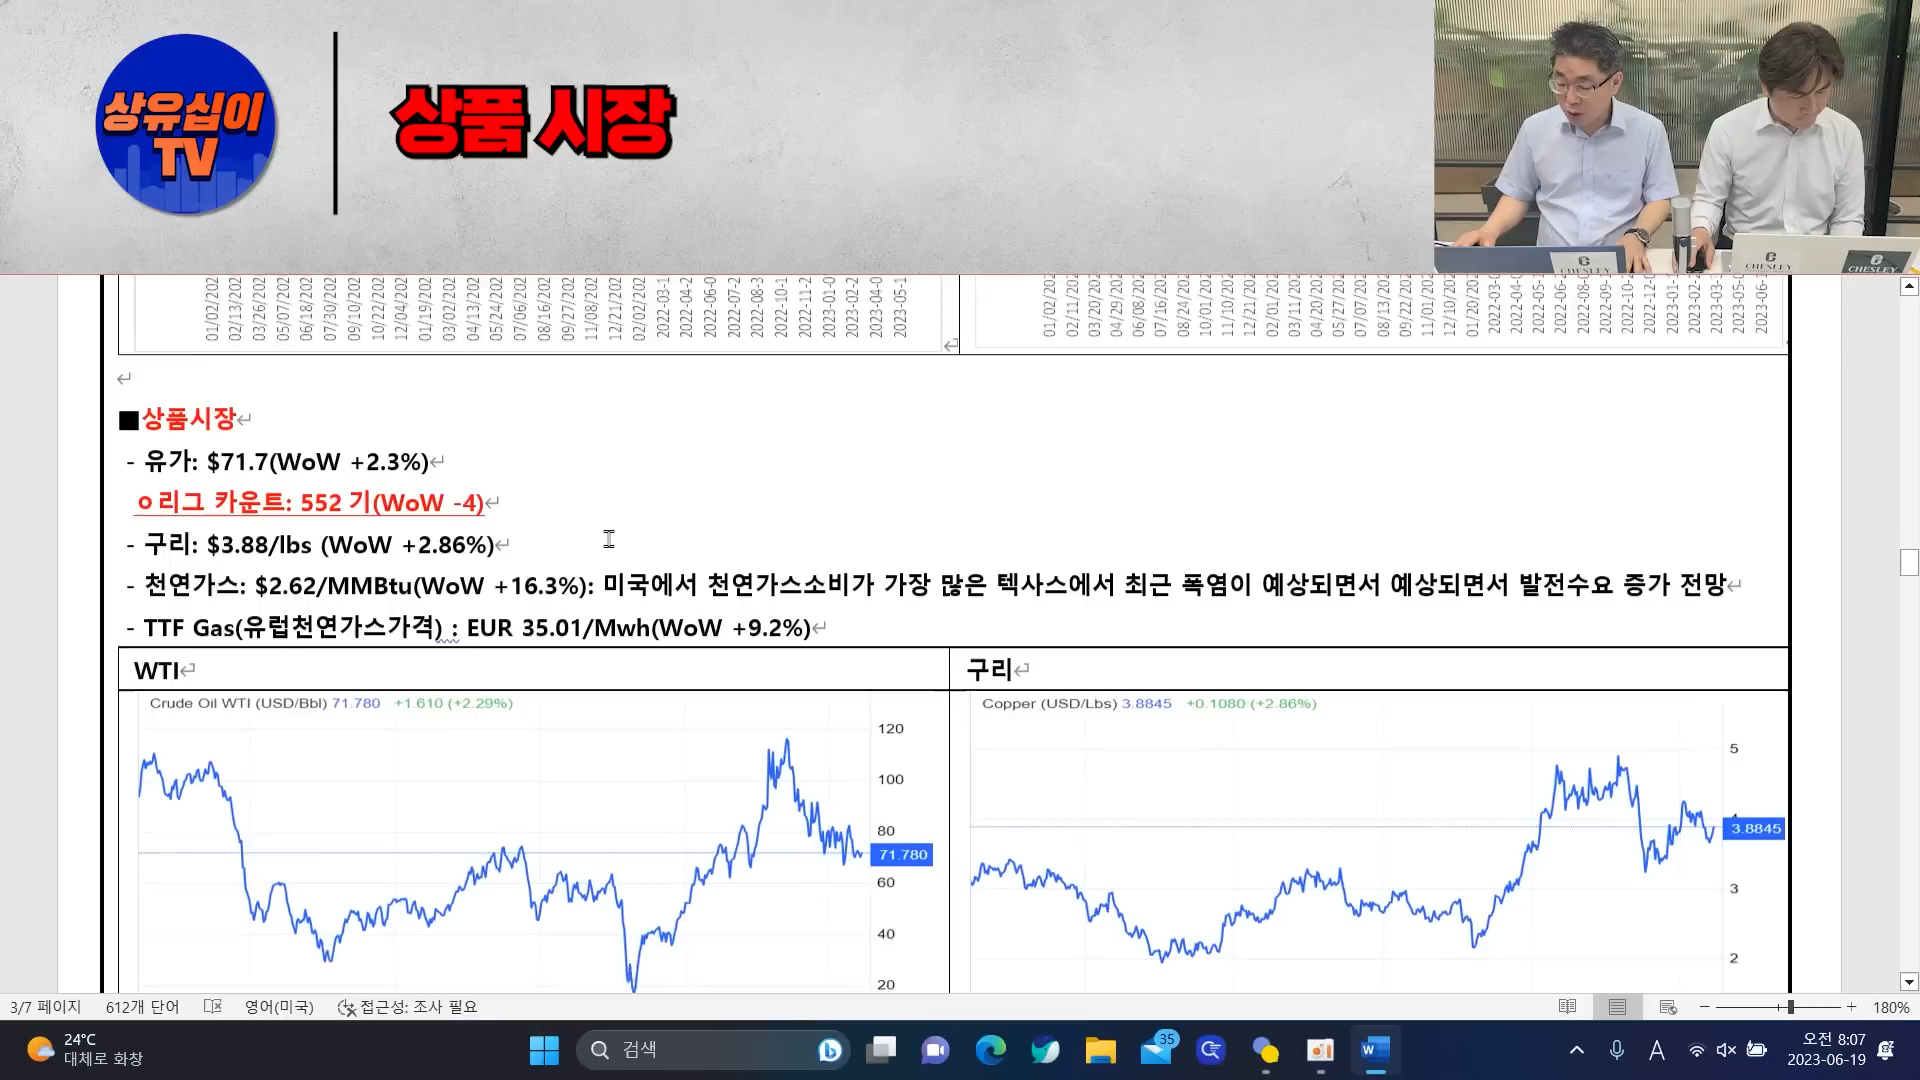 상유십이
TV
상품 시장
CHESLEY
CHESLEY
CHESLEY
■상품시장
- 유가: $71.7(WoW +2.3%)
ㅇ리그 카운트: 552 기(WoW -4)
- 구리: $3.88/lbs (WoW +2.86%)
- 천연가스: $2.62/MMBtu(WoW +16.3%): 미국에서 천연가스소비가 가장 많은 텍사스에서 최근 폭염이 예상되면서 예상되면서 발전수요 증가 전망
- TTF Gas(유럽천연가스가격) : EUR 35.01/Mwh(WoW +9.2%)
WTI
구리
Crude Oil WTI (USD/Bbl) 71.780 +1.610 (+2.29%)
120
100
80
71.780
60
40
20
Copper (USD/Lbs) 3.8845 +0.1080 (+2.86%)
5
3.8845
3
2
3/7 페이지 612개 단어 영어(미국) 접근성: 조사 필요
180%
24°C
대체로 화창
검색
35
A
오전 8:07
2023-06-19